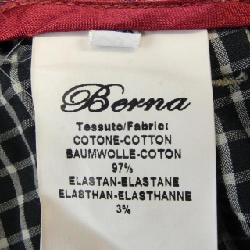 Berna
Tessuto/Fabric:
COTONE-COTTON
BAUMWOLLE-COTON
97%
ELASTAN-ELASTANE
ELASTHAN-ELASTHANNE
3%